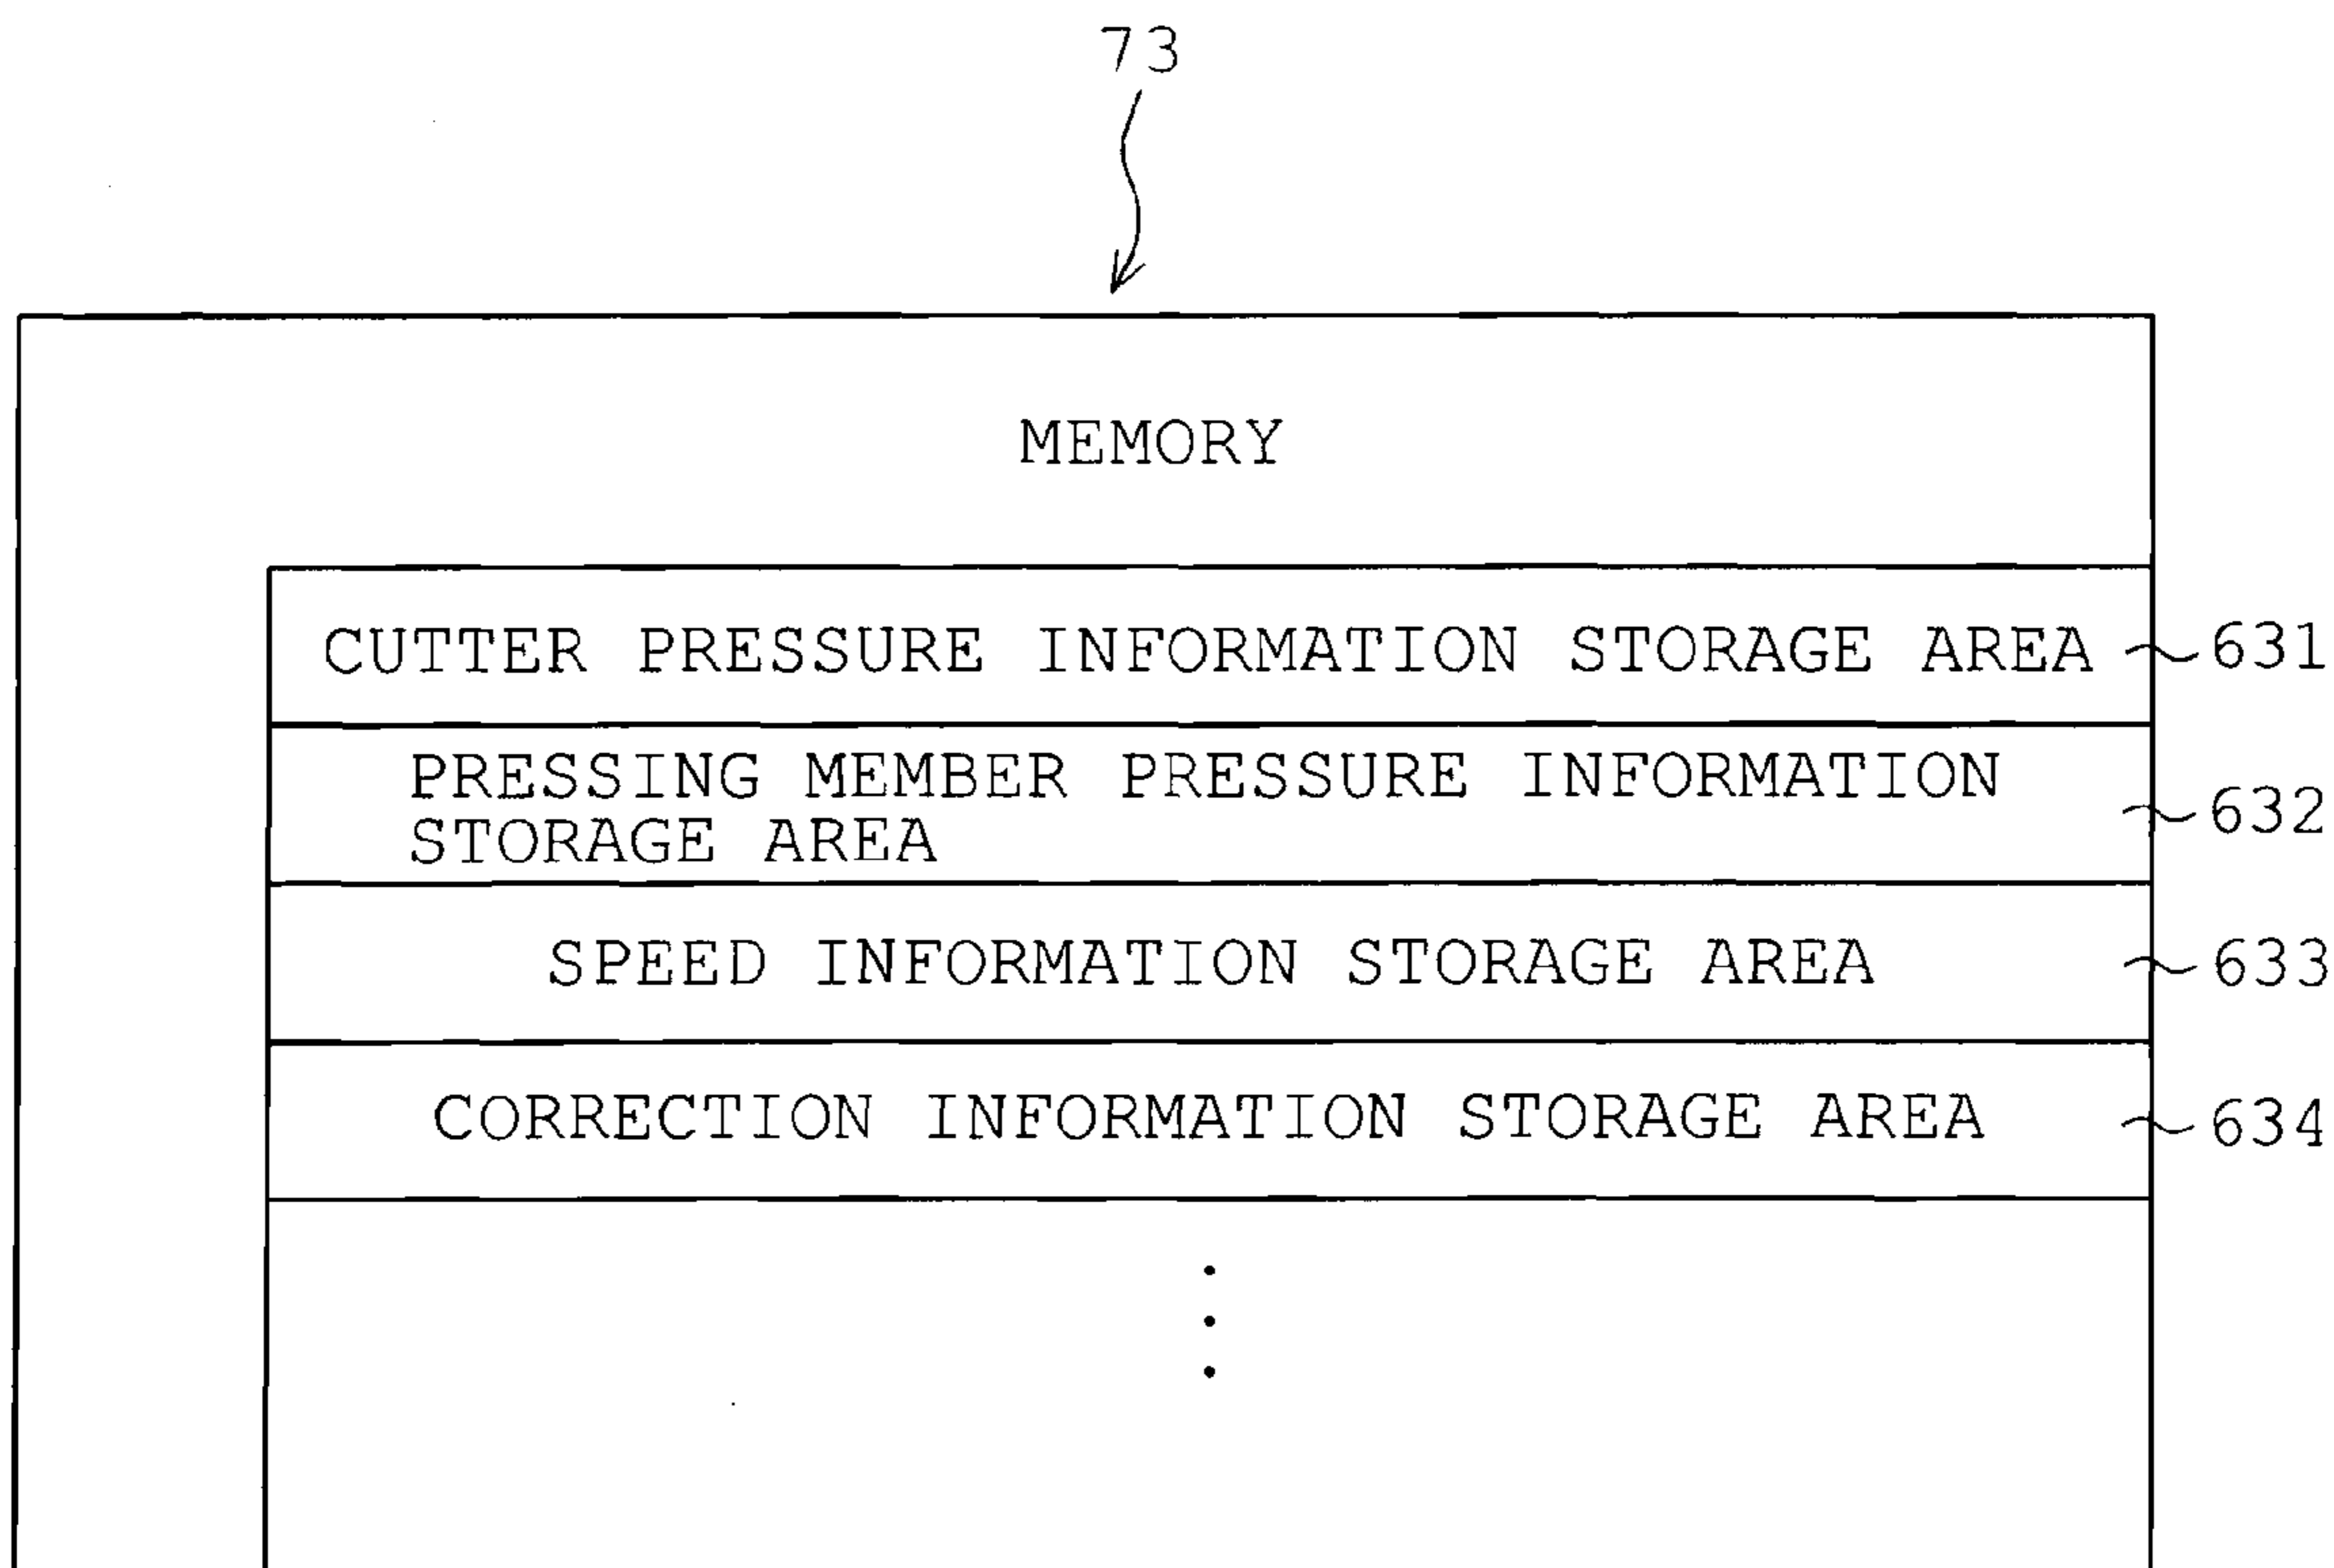 73
MEMORY
CUTTER PRESSURE INFORMATION STORAGE AREA 631
PRESSING MEMBER PRESSURE INFORMATION
STORAGE AREA 632
SPEED INFORMATION STORAGE AREA 633
CORRECTION INFORMATION STORAGE AREA 634